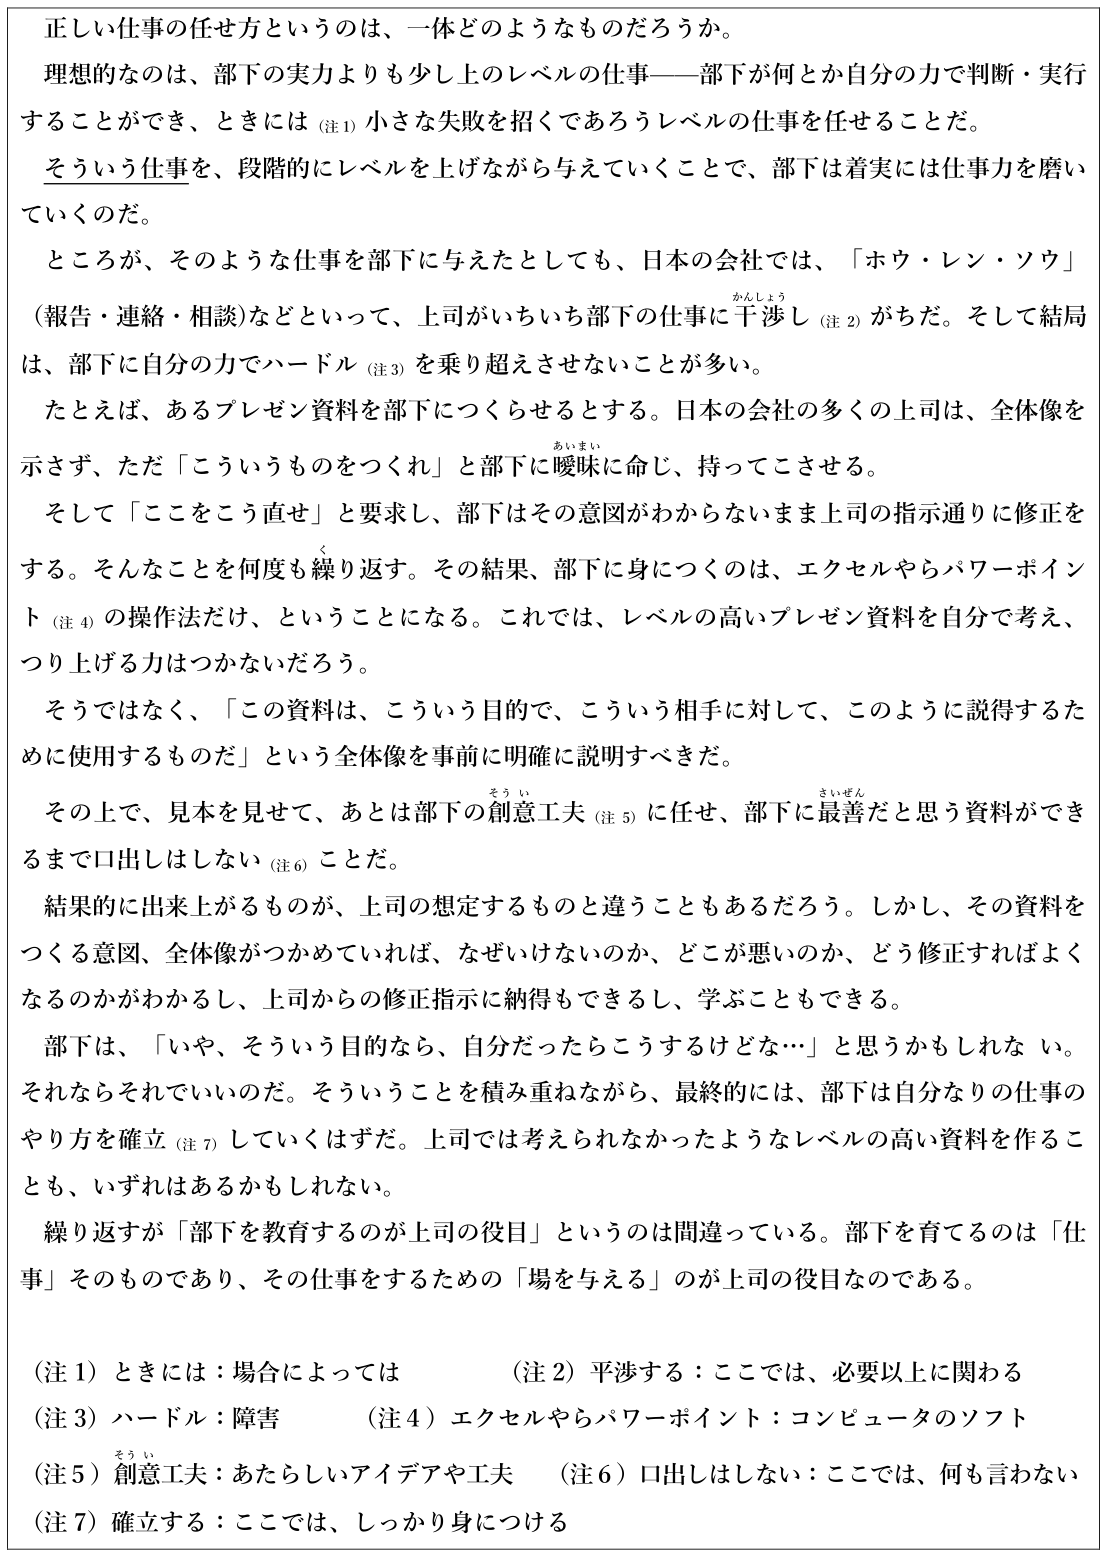 正しい仕事の任せ方というのは、一体どのようなものだろうか。
理想的なのは、部下の実力よりも少し上のレベルの仕事――部下が何とか自分の力で判断・実行
することができ、ときには（注1）小さな失敗を招くであろうレベルの仕事を任せることだ。
そういう仕事を、段階的にレベルを上げながら与えていくことで、部下は着実には仕事力を磨い
ていくのだ。
ところが、そのような仕事を部下に与えたとしても、日本の会社では、「ホウ・レン・ソウ」
かんしょう
（報告・連絡・相談)などといって、上司がいちいち部下の仕事に干渉し（注 2）がちだ。そして結局
は、部下に自分の力でハードル（注3）を乗り超えさせないことが多い。
たとえば、あるプレゼン資料を部下につくらせるとする。日本の会社の多くの上司は、全体像を
あいまい
示さず、ただ「こういうものをつくれ」と部下に曖昧に命じ、持ってこさせる。
そして「ここをこう直せ」と要求し、部下はその意図がわからないまま上司の指示通りに修正を
く
する。そんなことを何度も繰り返す。その結果、部下に身につくのは、エクセルやらパワーポイン
ト（注 4）の操作法だけ、ということになる。これでは、レベルの高いプレゼン資料を自分で考え、
つり上げる力はつかないだろう。
そうではなく、「この資料は、こういう目的で、こういう相手に対して、このように説得するた
めに使用するものだ」という全体像を事前に明確に説明すべきだ。
そう い さいぜん
その上で、見本を見せて、あとは部下の創意工夫（注 5）に任せ、部下に最善だと思う資料ができ
るまで口出しはしない（注6）ことだ。
結果的に出来上がるものが、上司の想定するものと違うこともあるだろう。しかし、その資料を
つくる意図、全体像がつかめていれば、なぜいけないのか、どこが悪いのか、どう修正すればよく
なるのかがわかるし、上司からの修正指示に納得もできるし、学ぶこともできる。
部下は、「いや、そういう目的なら、自分だったらこうするけどな…」と思うかもしれな い。
それならそれでいいのだ。そういうことを積み重ねながら、最終的には、部下は自分なりの仕事の
やり方を確立（注 7）していくはずだ。上司では考えられなかったようなレベルの高い資料を作るこ
とも、いずれはあるかもしれない。
繰り返すが「部下を教育するのが上司の役目」というのは間違っている。部下を育てるのは「仕
事」そのものであり、その仕事をするための「場を与える」のが上司の役目なのである。
（注 1）ときには：場合によっては （注 2）平渉する：ここでは、必要以上に関わる
（注 3）ハードル：障害 （注４）エクセルやらパワーポイント：コンピュータのソフト
そう い
（注５）創意工夫：あたらしいアイデアや工夫 （注６）口出しはしない：ここでは、何も言わない
（注 7）確立する：ここでは、しっかり身につける